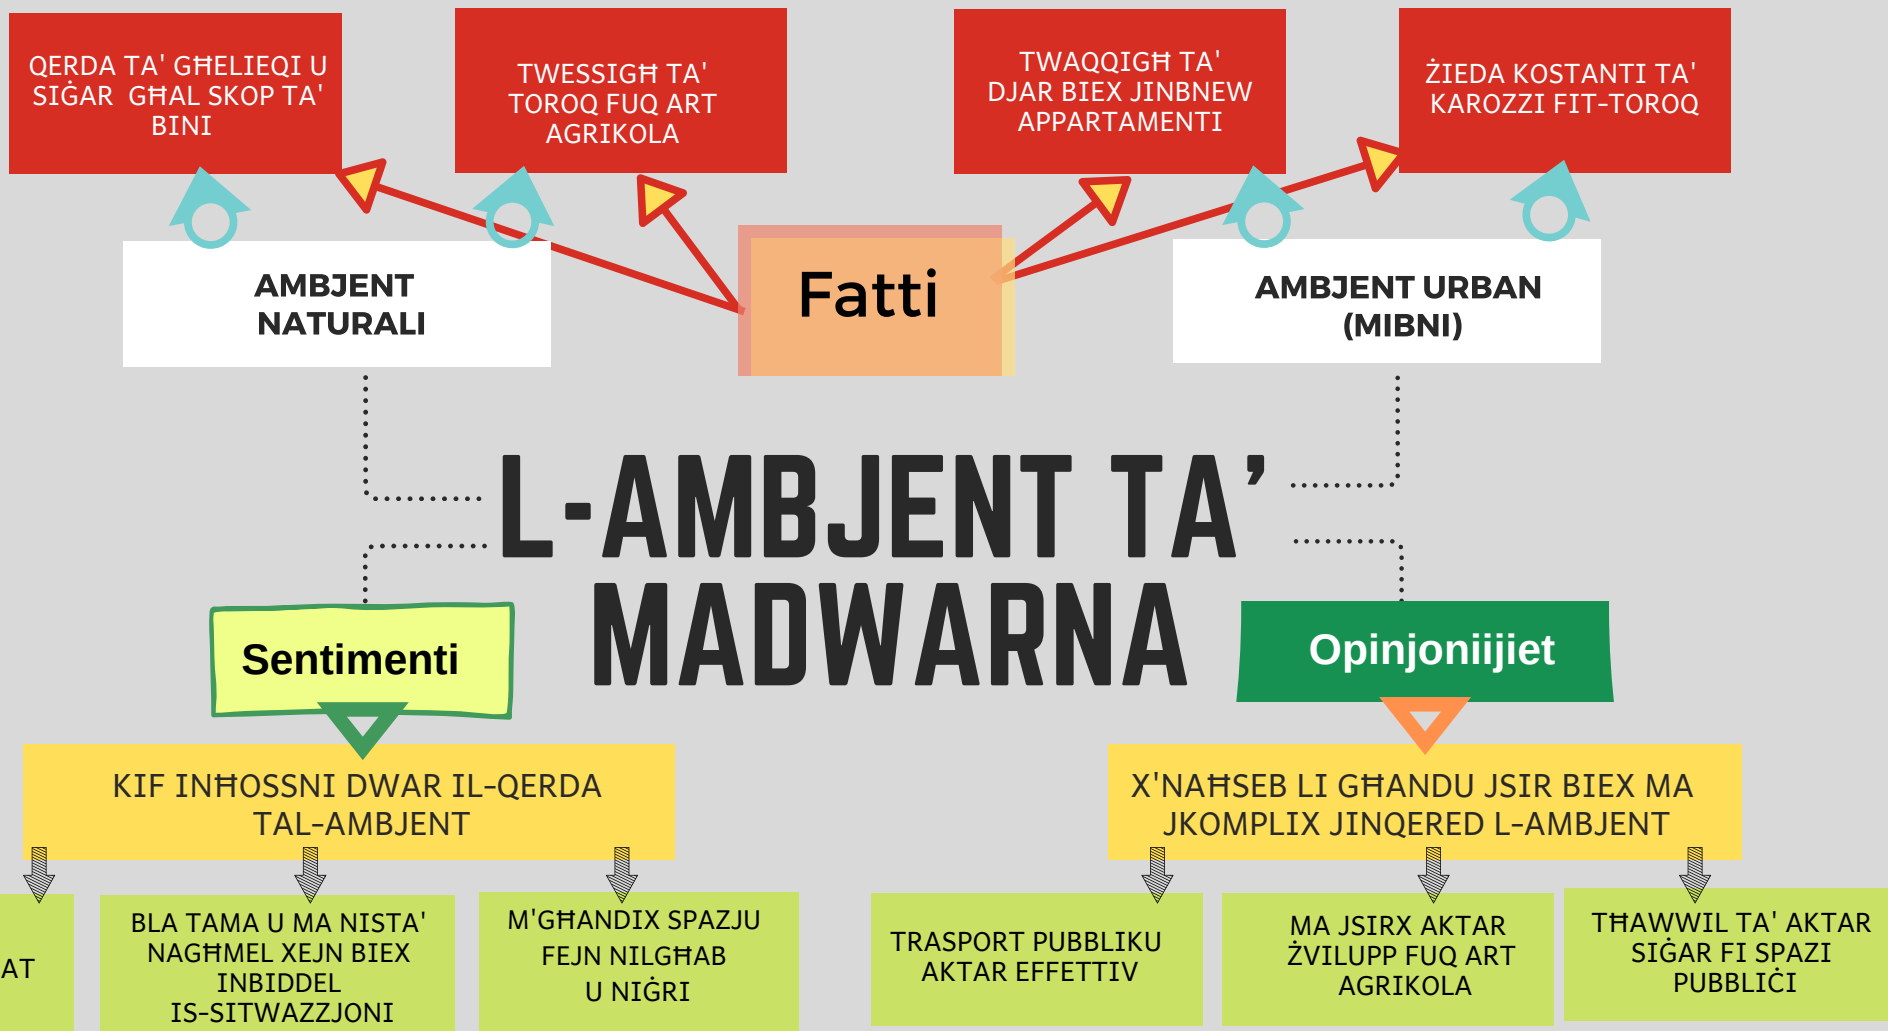 QERDA TA' GĦELIEQI U
SIĠAR GĦAL SKOP TA'
BINI
TWESSIGĦ TA'
TOROQ FUQ ART
AGRIKOLA
TWAQQIGĦ TA'
DJAR BIEX JINBNEW
APPARTAMENTI
ŻIEDA KOSTANTI TA'
KAROZZI FIT-TOROQ
AMBJENT
NATURALI
Fatti
AMBJENT URBAN
(MIBNI)
L-AMBJENT TA'
MADWARNA
Sentimenti
Opinjoniijiet
KIF INĦOSSNI DWAR IL-QERDA
TAL-AMBJENT
X'NAĦSEB LI GĦANDU JSIR BIEX MA
JKOMPLIX JINQERED L-AMBJENT
AT
BLA TAMA U MA NISTA'
NAGĦMEL XEJN BIEX
INBIDDEL
IS-SITWAZZJONI
M'GĦANDIX SPAZJU
FEJN NILGĦAB
U NIĠRI
TRASPORT PUBBLIKU
AKTAR EFFETTIV
MA JSIRX AKTAR
ŻVILUPP FUQ ART
AGRIKOLA
TĦAWWIL TA' AKTAR
SIĠAR FI SPAZI
PUBBLIĊI